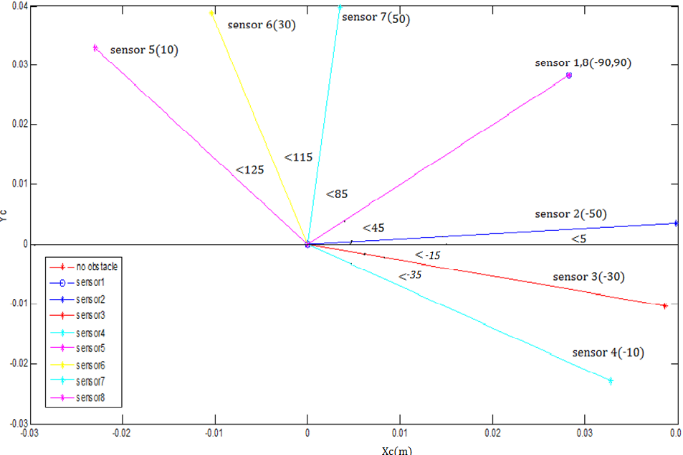 0.04
sensor 7(50)
sensor 6(30)
sensor 5(10)
sensor 1,8(-90,90)
0.03
0.02
<125
<115
<85
0.01
<45
sensor 2(-50)
<5
Yc
0
< -15
<-35
sensor 3(-30)
no obstacle
sensor1
sensor2
sensor3
sensor4
sensor5
sensor6
sensor7
sensor8
-0.01
-0.02
sensor 4(-10)
-0.03
-0.03
-0.02
-0.01
0
0.01
0.02
0.03
0.0
Xc(m)